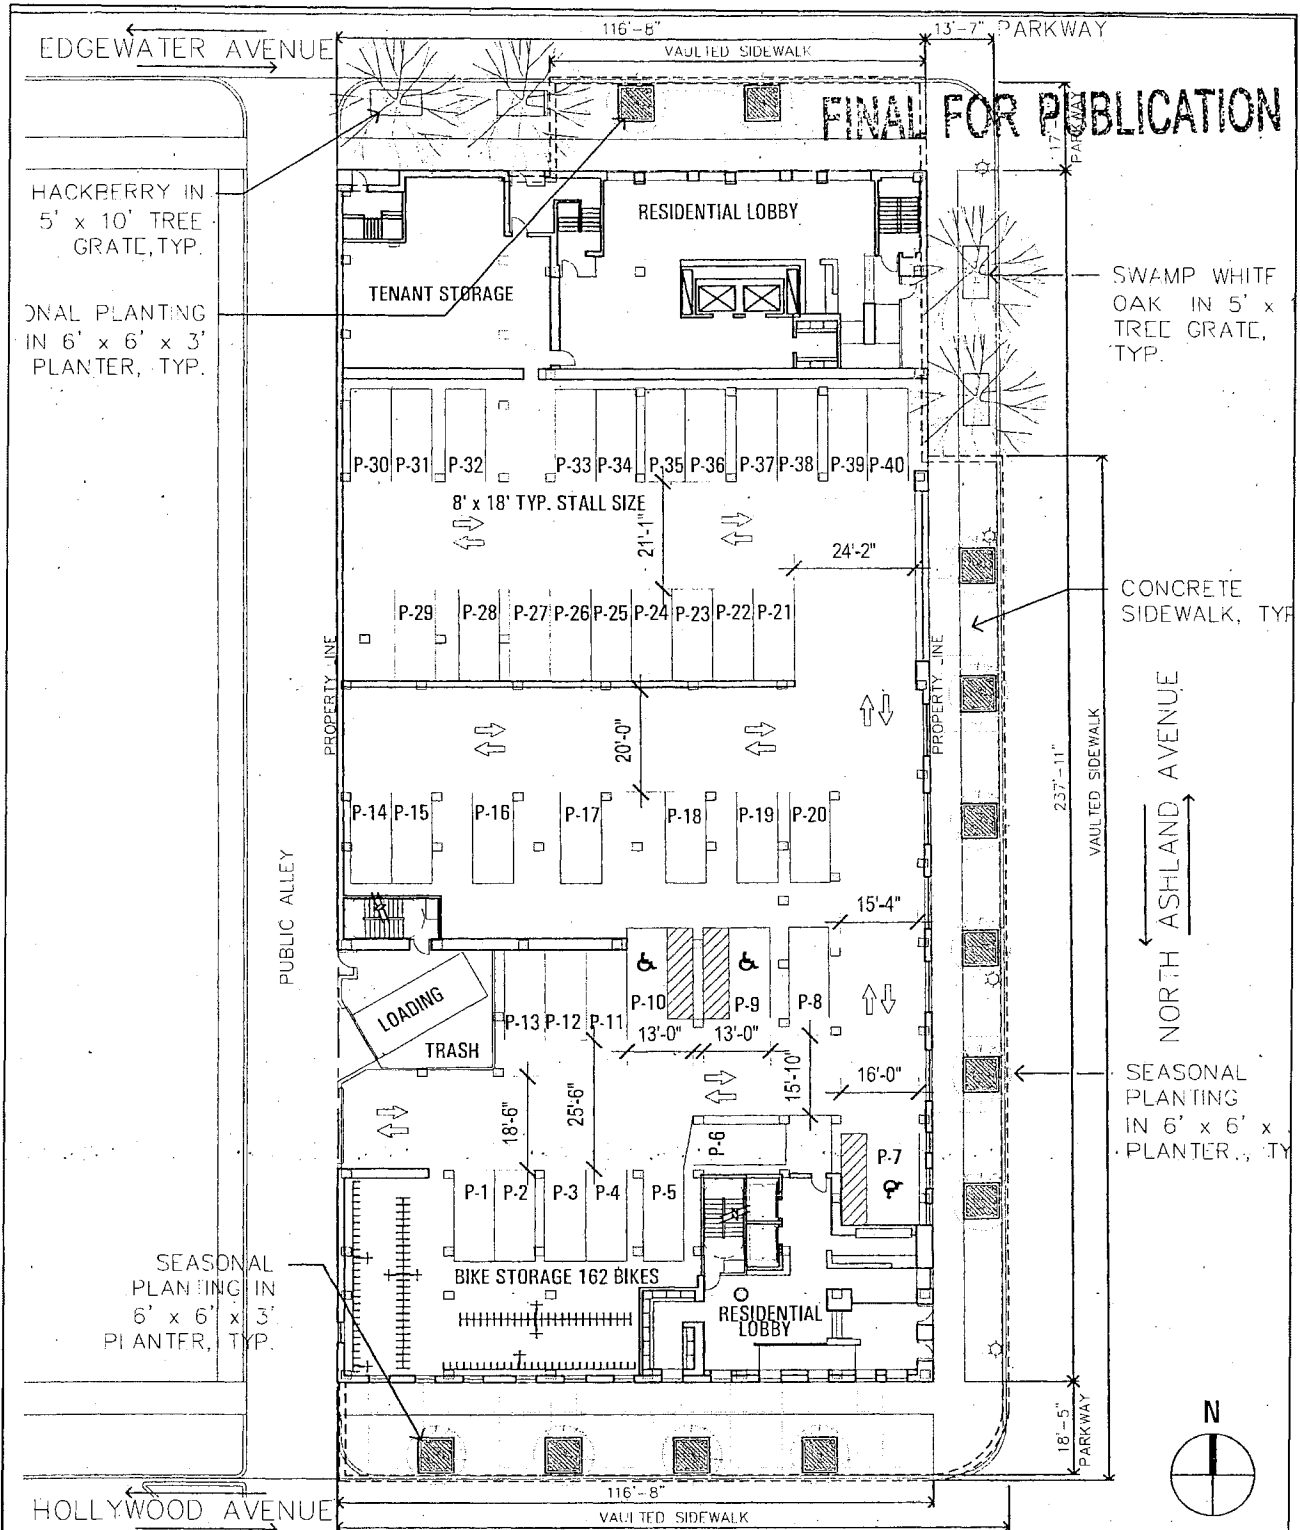 116'-8"
13'-7"
PARKWAY
EDGEWATER AVENUE
VAULTED SIDEWALK
FINAL FOR PUBLICATION
PARKWAY
HACKBERRY IN
5' x 10' TREE
GRATE, TYP.
RESIDENTIAL LOBBY
TENANT STORAGE
SWAMP WHITE
OAK IN 5' x
TREE GRATE,
TYP.
ONAL PLANTING
IN 6' x 6' x 3'
PLANTER, TYP.
P-30 P-31 P-32 P-33 P-34 P-35 P-36 P-37 P-38 P-39 P-40
8' x 18' TYP. STALL SIZE
21'-1"
24'-2"
CONCRETE
SIDEWALK, TYP
P-29 P-28 P-27 P-26 P-25 P-24 P-23 P-22 P-21
PROPERTY LINE
PROPERTY LINE
20'-0"
237'-11"
VAULTED SIDEWALK
NORTH ASHLAND AVENUE
P-14 P-15 P-16 P-17 P-18 P-19 P-20
PUBLIC ALLEY
15'-4"
LOADING
TRASH
P-13 P-12 P-11 P-10 P-9 P-8
13'-0" 13'-0"
15'-10"
16'-0"
18'-6"
25'-6"
SEASONAL
PLANTING
IN 6' x 6' x
PLANTER, TY
P-6
P-7
P-1 P-2 P-3 P-4 P-5
SEASONAL
PLANTING IN
6' x 6' x 3'
PLANTER, TYP.
BIKE STORAGE 162 BIKES
RESIDENTIAL
LOBBY
18'-5"
PARKWAY
N
116'-8"
HOLLYWOOD AVENUE
VAULTED SIDEWALK